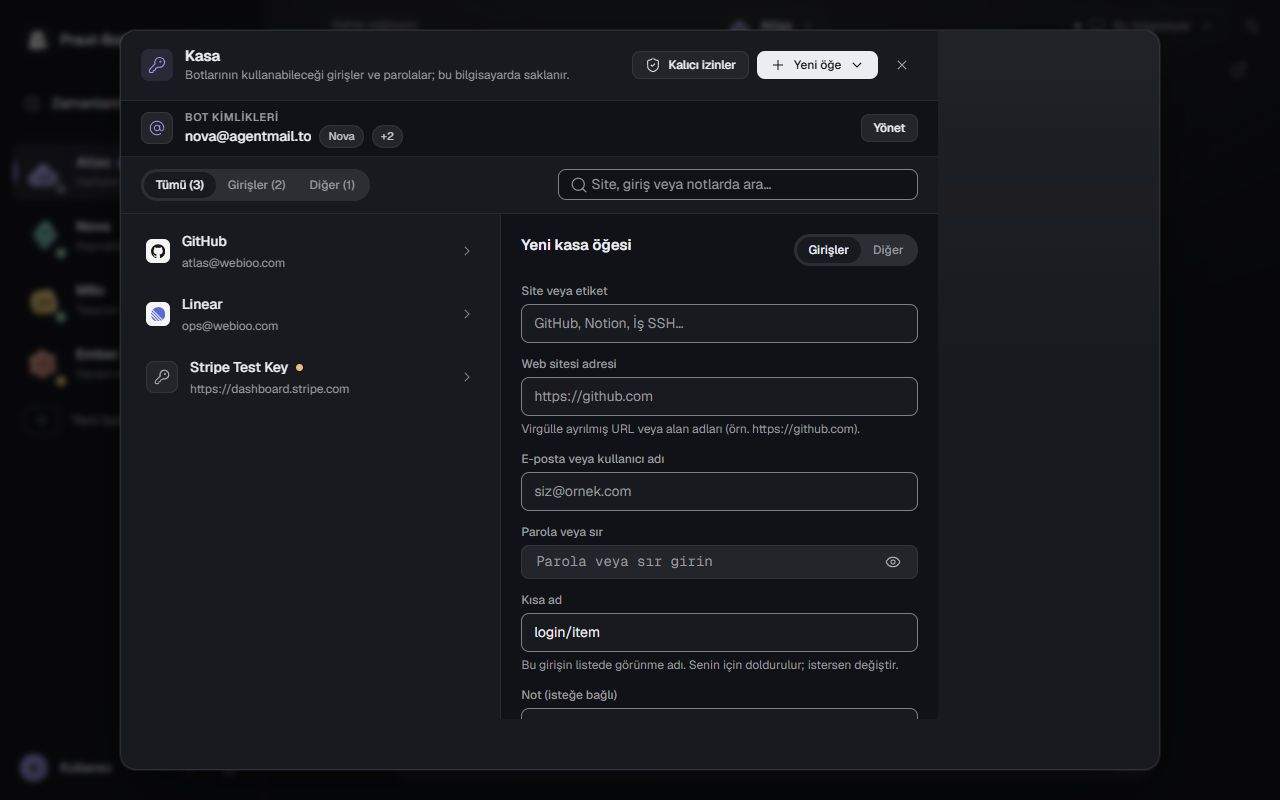 Kasa
Botlarının kullanabileceği girişler ve parolalar; bu bilgisayarda saklanır.
Kalıcı izinler
Yeni öğe
BOT KİMLİKLERİ
nova@agentmail.to
Nova
+2
Yönet
Tümü (3)
Girişler (2)
Diğer (1)
Site, giriş veya notlarda ara…
GitHub
atlas@webioo.com
Linear
ops@webioo.com
Stripe Test Key
https://dashboard.stripe.com
Yeni kasa öğesi
Girişler
Diğer
Site veya etiket
GitHub, Notion, İş SSH…
Web sitesi adresi
https://github.com
Virgülle ayrılmış URL veya alan adları (örn. https://github.com).
E-posta veya kullanıcı adı
siz@ornek.com
Parola veya sır
Parola veya sır girin
Kısa ad
login/item
Bu girişin listede görünme adı. Senin için doldurulur; istersen değiştir.
Not (isteğe bağlı)